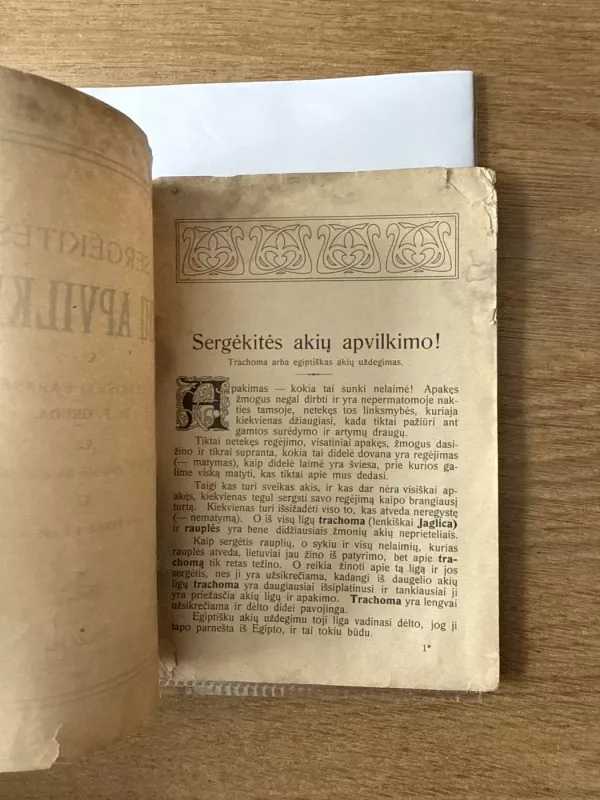 SERGĖKITĖS
APVILK
Sergėkitės akių apvilkimo!
Trachoma arba egiptiškas akių uždegimas.
Apakimas — kokia tai sunki nelaimė! Apakęs
žmogus negal dirbti ir yra nepermatomoje nak-
ties tamsoje, netekęs tos linksmybės, kuriaja
kiekvienas džiaugiasi, kada tiktai pažiūri ant
gamtos surėdymo ir artymų draugų.
Tiktai netekęs regėjimo, visatiniai apakęs, žmogus dasi-
žino ir tikrai supranta, kokia tai didelė dovana yra regėjimas
(— matymas), kaip didelė laimė yra šviesa, prie kurios ga-
lime viską matyti, kas tiktai apie mus dedasi.
Taigi kas turi sveikas akis, ir kas dar nėra visiškai ap-
akęs, kiekvienas tegul sergsti savo regėjimą kaipo brangiausį
turtą. Kiekvienas turi išsižadėti viso to, kas atveda neregystę
(— nematymą). O iš visų ligų trachoma (lenkiškai Jaglica)
ir rauplės yra bene didžiausiais žmonių akių neprieteliais.
Kaip sergėtis rauplių, o sykiu ir visų nelaimių, kurias
rauplės atveda, lietuviai jau žino iš patyrimo, bet apie tra-
chomą tik retas težino. O reikia žinoti apie tą ligą ir jos
sergėtis, nes ji yra užsikrečiama, kadangi iš daugelio akių
ligų trachoma yra daugiausiai išsiplatinusi ir tankiausiai ji
yra priežasčia akių ligų ir apakimo. Trachoma yra lengvai
užsikrečiama ir dėlto didei pavojinga.
Egiptišku akių uždegimu toji liga vadinasi dėlto, jog ji
tapo parnešta iš Egipto, ir tai tokiu būdu.
1*